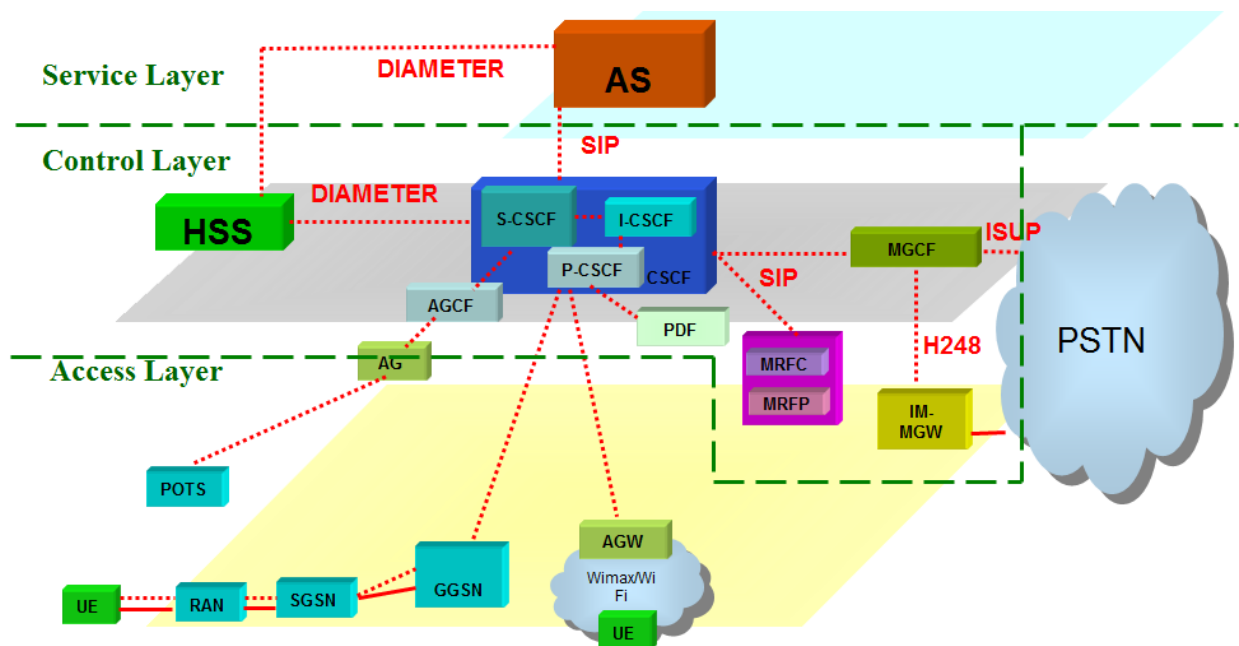 Service Layer
DIAMETER
AS
SIP
Control Layer
DIAMETER
HSS
S-CSCF
I-CSCF
P-CSCF
CSCF
SIP
MGCF
ISUP
AGCF
PDF
PSTN
H248
Access Layer
AG
MRFC
MRFP
IM-
MGW
POTS
AGW
Wimax/Wi
Fi
UE
UE
RAN
SGSN
GGSN